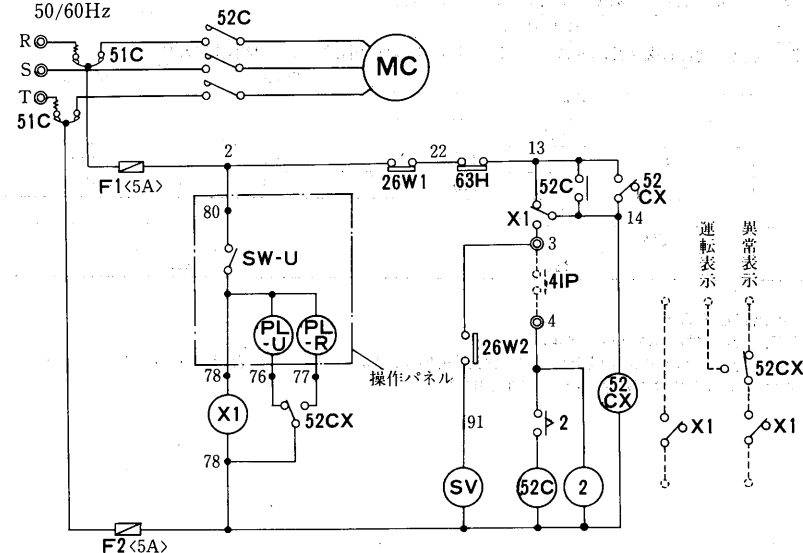 50/60Hz
52C
R
51C
S
MC
T
51C
2
22
13
F1<5A>
26W1
63H
52C
52
CX
80
X1
14
SW-U
3
運転表示
異常表示
41P
PL
-U
PL
-R
4
26W2
78
76
77
操作パネル
52CX
52
CX
X1
52CX
91
2
X1
X1
78
SV
52C
2
F2<5A>